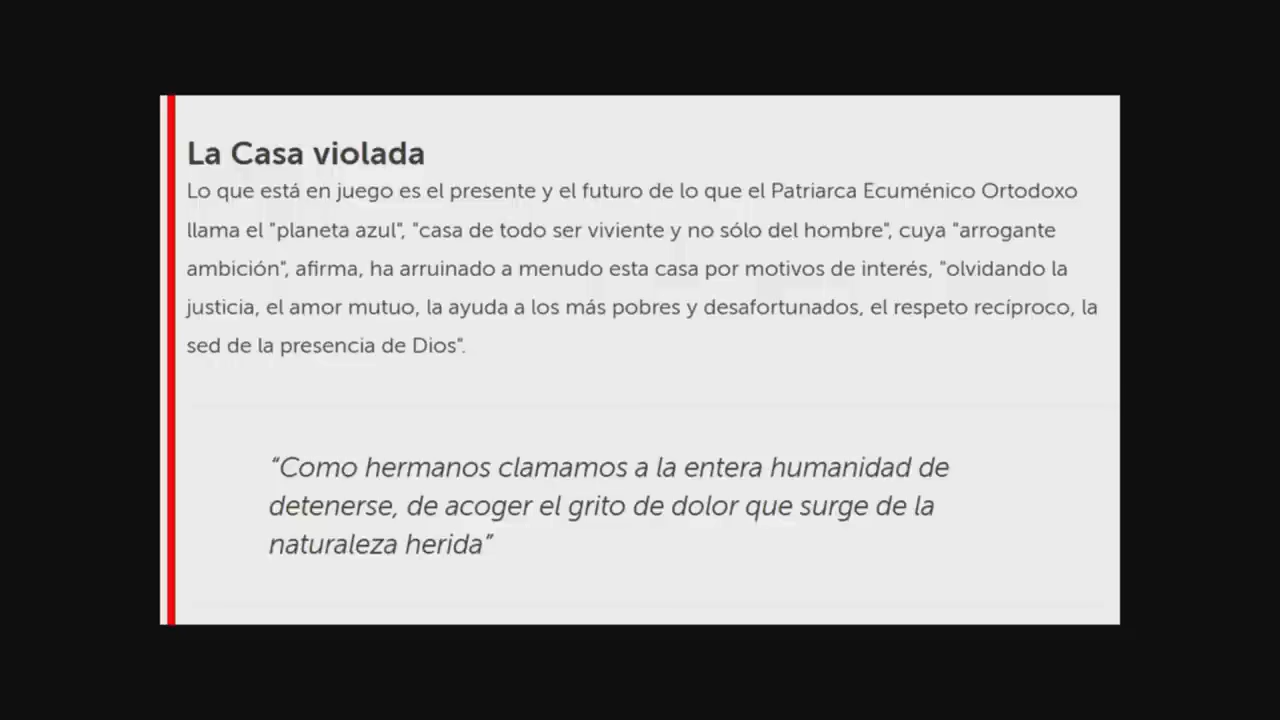 La Casa violada
Lo que está en juego es el presente y el futuro de lo que el Patriarca Ecuménico Ortodoxo
llama el "planeta azul", "casa de todo ser viviente y no sólo del hombre", cuya "arrogante
ambición", afirma, ha arruinado a menudo esta casa por motivos de interés, "olvidando la
justicia, el amor mutuo, la ayuda a los más pobres y desafortunados, el respeto recíproco, la
sed de la presencia de Dios".
“Como hermanos clamamos a la entera humanidad de
detenerse, de acoger el grito de dolor que surge de la
naturaleza herida”